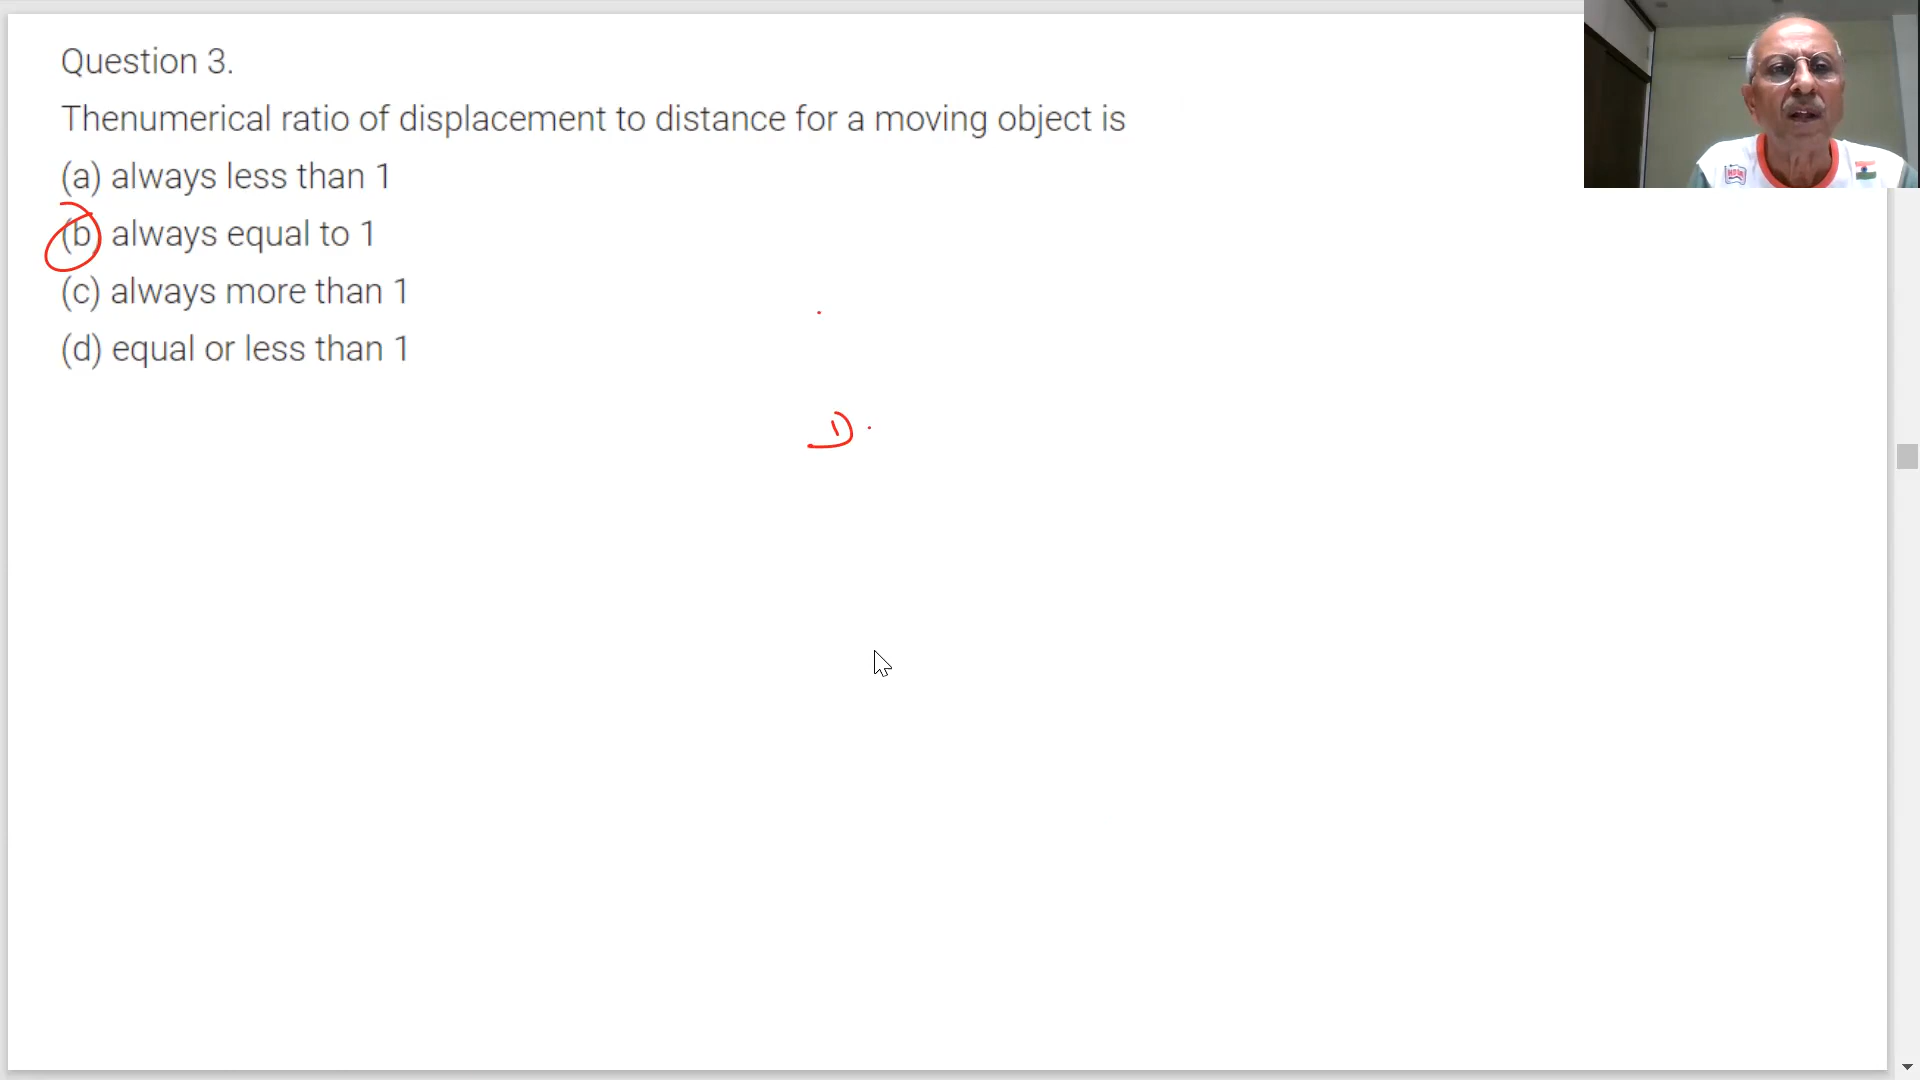 Question 3.
Thenumerical ratio of displacement to distance for a moving object is
(a) always less than 1
(b) always equal to 1
(c) always more than 1
(d) equal or less than 1